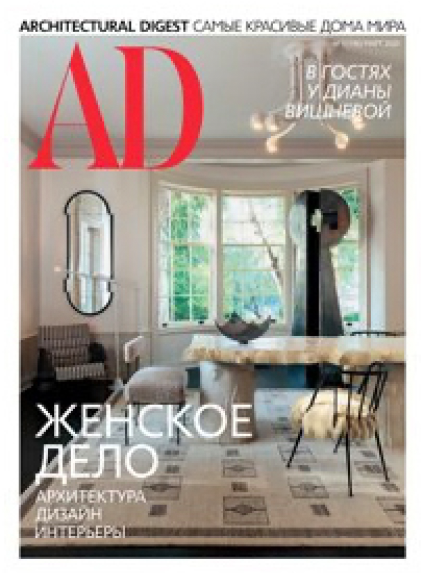 ARCHITECTURAL DIGEST САМЫЕ КРАСИВЫЕ ДОМА МИРА
AD
В ГОСТЯХ
У ДИАНЫ
ВИШНЕВОЙ
ЖЕНСКОЕ
ДЕЛО
АРХИТЕКТУРА
ДИЗАЙН
ИНТЕРЬЕРЫ